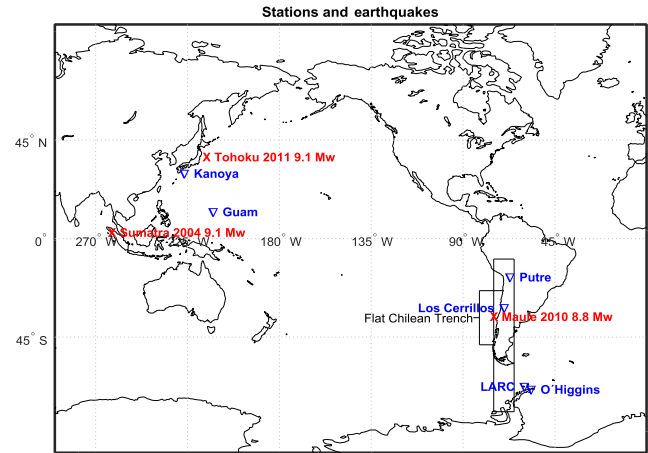 Stations and earthquakes
45° N
X Tohoku 2011 9.1 Mw
Kanoya
Guam
X Sumatra 2004 9.1 Mw
0°
270° W
180° W
135° W
90° W
45° W
Putre
Los Cerrillos
X Maule 2010 8.8 Mw
Flat Chilean Trench
45° S
LARC
O´Higgins